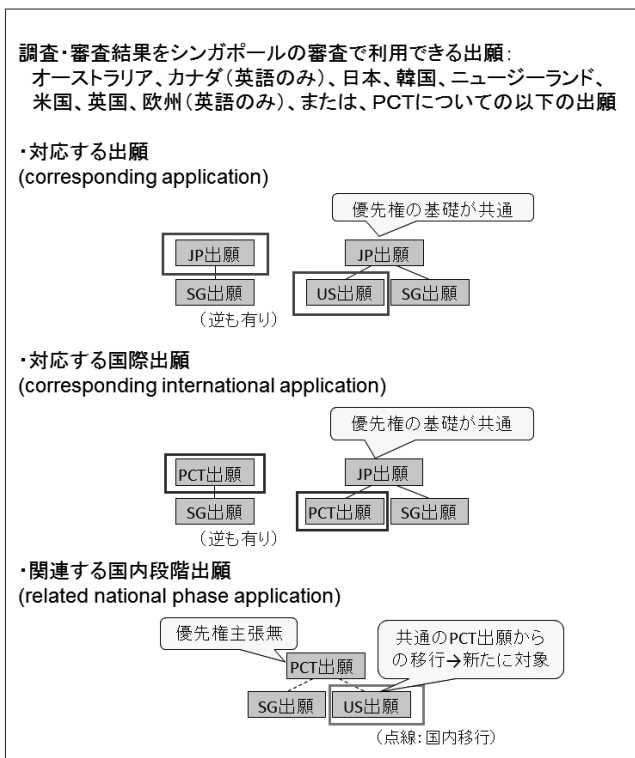 調査・審査結果をシンガポールの審査で利用できる出願：
オーストラリア、カナダ（英語のみ）、日本、韓国、ニュージーランド、
米国、英国、欧州（英語のみ）、または、PCTについての以下の出願
・対応する出願
(corresponding application)
優先権の基礎が共通
JP出願
JP出願
SG出願
US出願
SG出願
（逆も有り）
・対応する国際出願
(corresponding international application)
優先権の基礎が共通
PCT出願
JP出願
SG出願
PCT出願
SG出願
（逆も有り）
・関連する国内段階出願
(related national phase application)
優先権主張無
共通のPCT出願から
の移行→新たに対象
PCT出願
SG出願
US出願
（点線：国内移行）